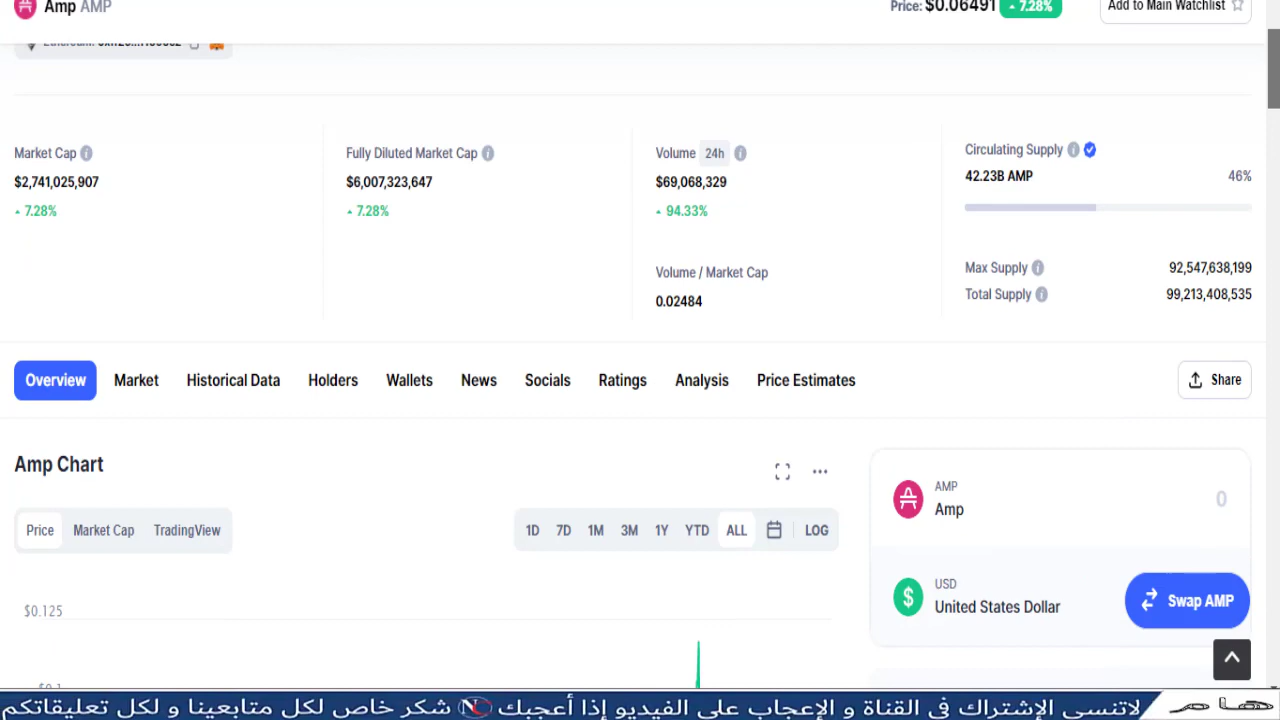 Amp AMP
Price: $0.06491 7.28%
Add to Main Watchlist
Ethereum:
Market Cap
$2,741,025,907
7.28%
Fully Diluted Market Cap
$6,007,323,647
7.28%
Volume 24h
$69,068,329
94.33%
Volume / Market Cap
0.02484
Circulating Supply
42.23B AMP 46%
Max Supply 92,547,638,199
Total Supply 99,213,408,535
Overview Market Historical Data Holders Wallets News Socials Ratings Analysis Price Estimates
Share
Amp Chart
Price Market Cap TradingView
1D 7D 1M 3M 1Y YTD ALL LOG
$0.125
$0.1
AMP
Amp
0
USD
United States Dollar
Swap AMP
لاتنسى الإشتراك في القناة و الإعجاب على الفيديو إذا أعجبك شكر خاص لكل متابعينا و لكل تعليقاتكم